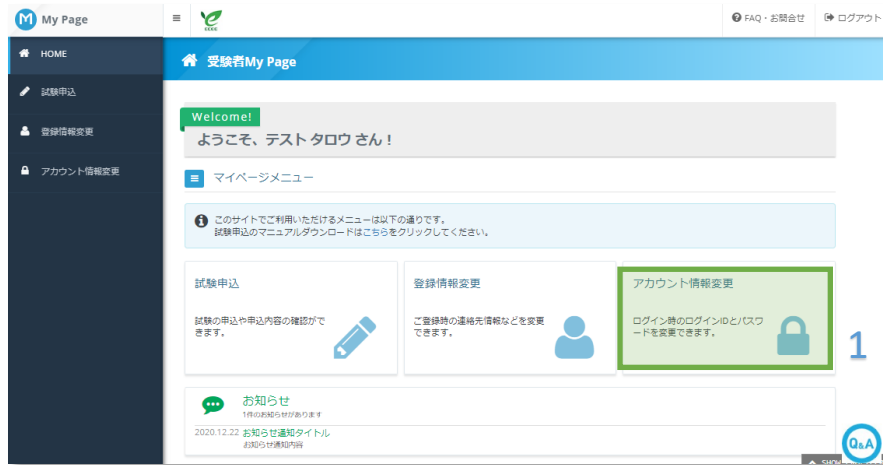 M My Page
FAQ・お問合せ
ログアウト
HOME
受験者My Page
試験申込
登録情報変更
アカウント情報変更
Welcome!
ようこそ、テスト タロウ さん！
マイページメニュー
このサイトでご利用いただけるメニューは以下の通りです。
試験申込のマニュアルダウンロードはこちらをクリックしてください。
試験申込
試験の申込や申込内容の確認がで
きます。
登録情報変更
ご登録時の連絡先情報などを変更
できます。
アカウント情報変更
ログイン時のログインIDとパスワ
ードを変更できます。
1
お知らせ
1件のお知らせがあります
2020.12.22 お知らせ通知タイトル
お知らせ通知内容
Q&A